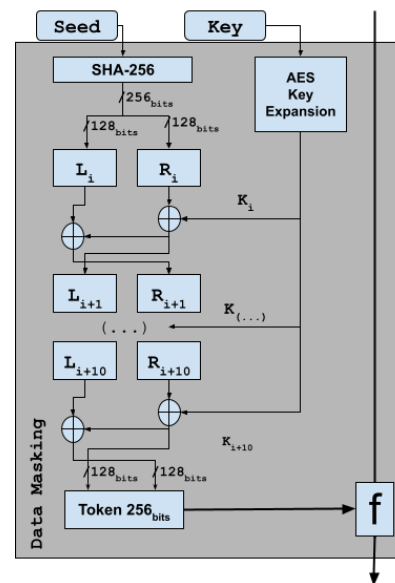 Seed
Key
SHA-256
AES
Key
Expansion
/256bits
/128bits
/128bits
Li
Ri
Ki
Li+1
Ri+1
K(...)
(...)
Li+10
Ri+10
Ki+10
/128bits
/128bits
Token 256bits
f
Data Masking